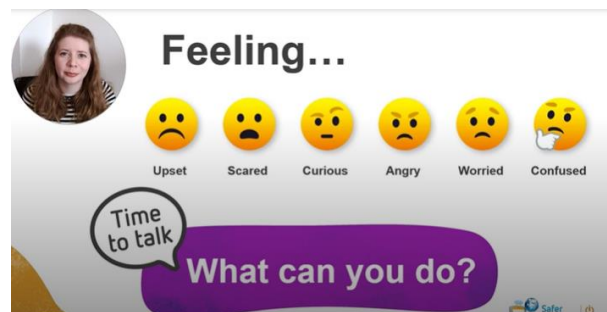 Feeling...
Upset Scared Curious Angry Worried Confused
Time
to talk
What can you do?
Safer